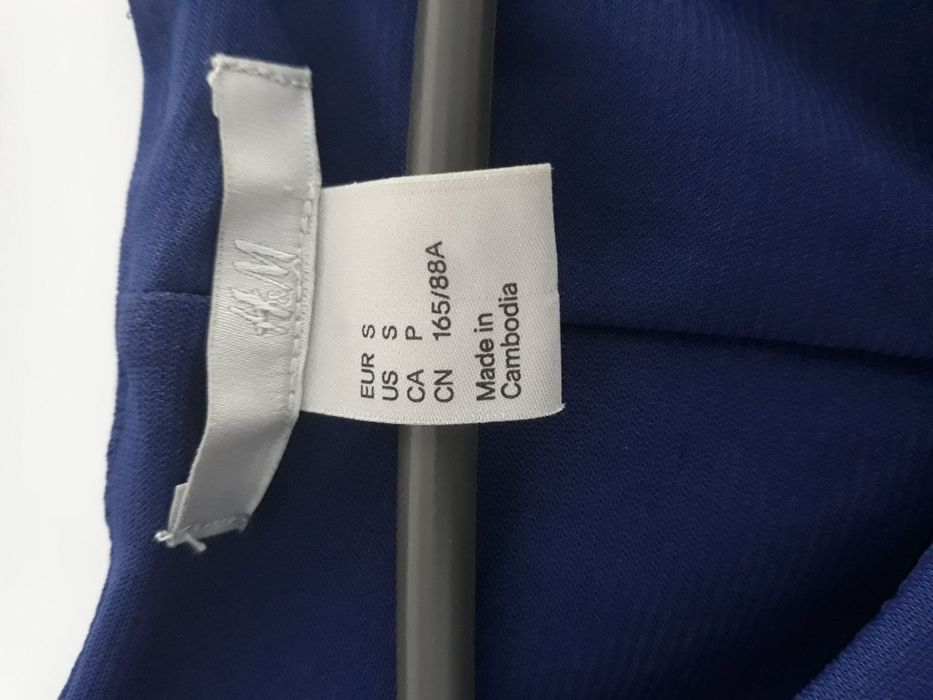 H&M
EUR S
US S
CA P
CN 165/88A
Made in
Cambodia